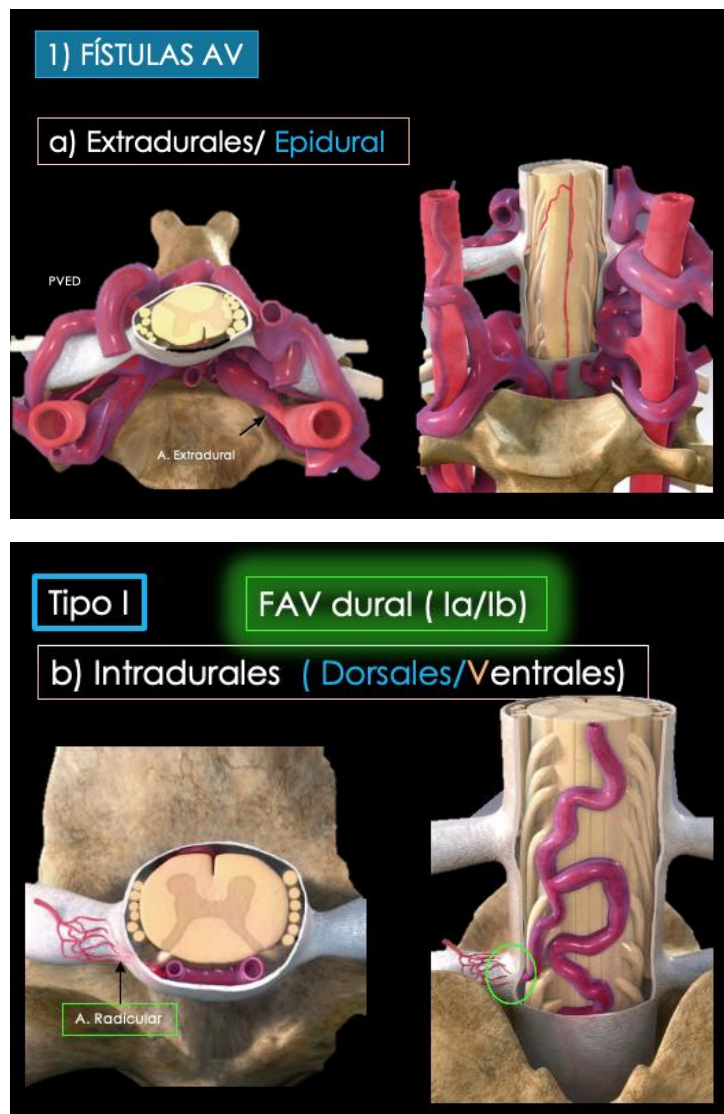 1) FÍSTULAS AV
a) Extradurales/ Epidural
PVED
A. Extradural
Tipo I
FAV dural ( Ia/Ib)
b) Intradurales ( Dorsales/Ventrales)
A. Radicular